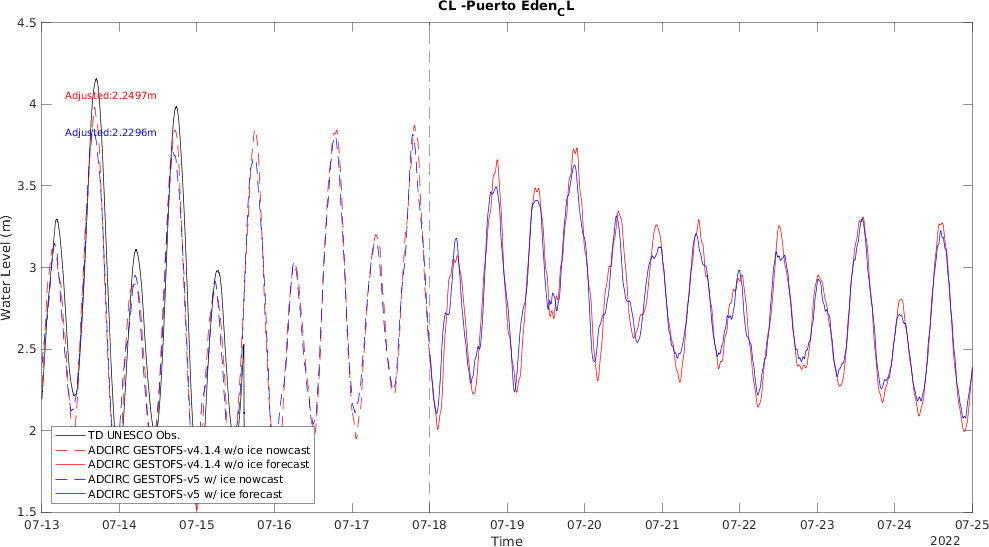 CL -Puerto Eden_CL
4.5
4
3.5
3
2.5
2
1.5
Water Level (m)
Adjusted:2.2497m
Adjusted:2.2296m
TD UNESCO Obs.
ADCIRC GESTOFS-v4.1.4 w/o ice nowcast
ADCIRC GESTOFS-v4.1.4 w/o ice forecast
ADCIRC GESTOFS-v5 w/ ice nowcast
ADCIRC GESTOFS-v5 w/ ice forecast
07-13 07-14 07-15 07-16 07-17 07-18 07-19 07-20 07-21 07-22 07-23 07-24 07-25
Time
2022